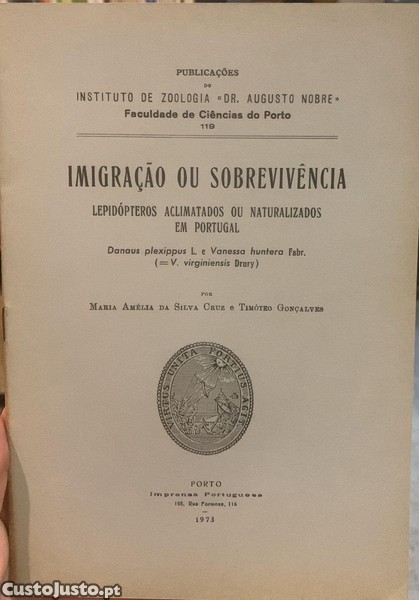 PUBLICAÇÕES
DO
INSTITUTO DE ZOOLOGIA «DR. AUGUSTO NOBRE»
Faculdade de Ciências do Porto
119
IMIGRAÇÃO OU SOBREVIVÊNCIA
LEPIDÓPTEROS ACLIMATADOS OU NATURALIZADOS
EM PORTUGAL
Danaus plexippus L. e Vanessa huntera Fabr.
(= V. virginiensis Drury)
POR
MARIA AMÉLIA DA SILVA CRUZ E TIMÓTEO GONÇALVES
VIRTUS UNITA FORTIUS AGIT
PORTO
Imprensa Portuguesa
108, Rua Formosa, 116
1973
CustoJusto.pt